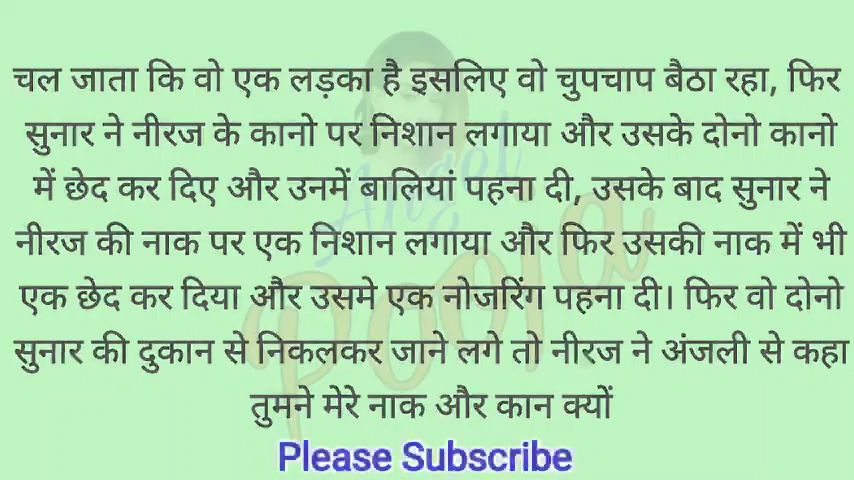 चल जाता कि वो एक लड़का है इसलिए वो चुपचाप बैठा रहा, फिर
सुनार ने नीरज के कानो पर निशान लगाया और उसके दोनो कानो
में छेद कर दिए और उनमें बालियां पहना दी, उसके बाद सुनार ने
नीरज की नाक पर एक निशान लगाया और फिर उसकी नाक में भी
एक छेद कर दिया और उसमे एक नोजरिंग पहना दी। फिर वो दोनो
सुनार की दुकान से निकलकर जाने लगे तो नीरज ने अंजली से कहा
तुमने मेरे नाक और कान क्यों
Angel
Pooja
Please Subscribe